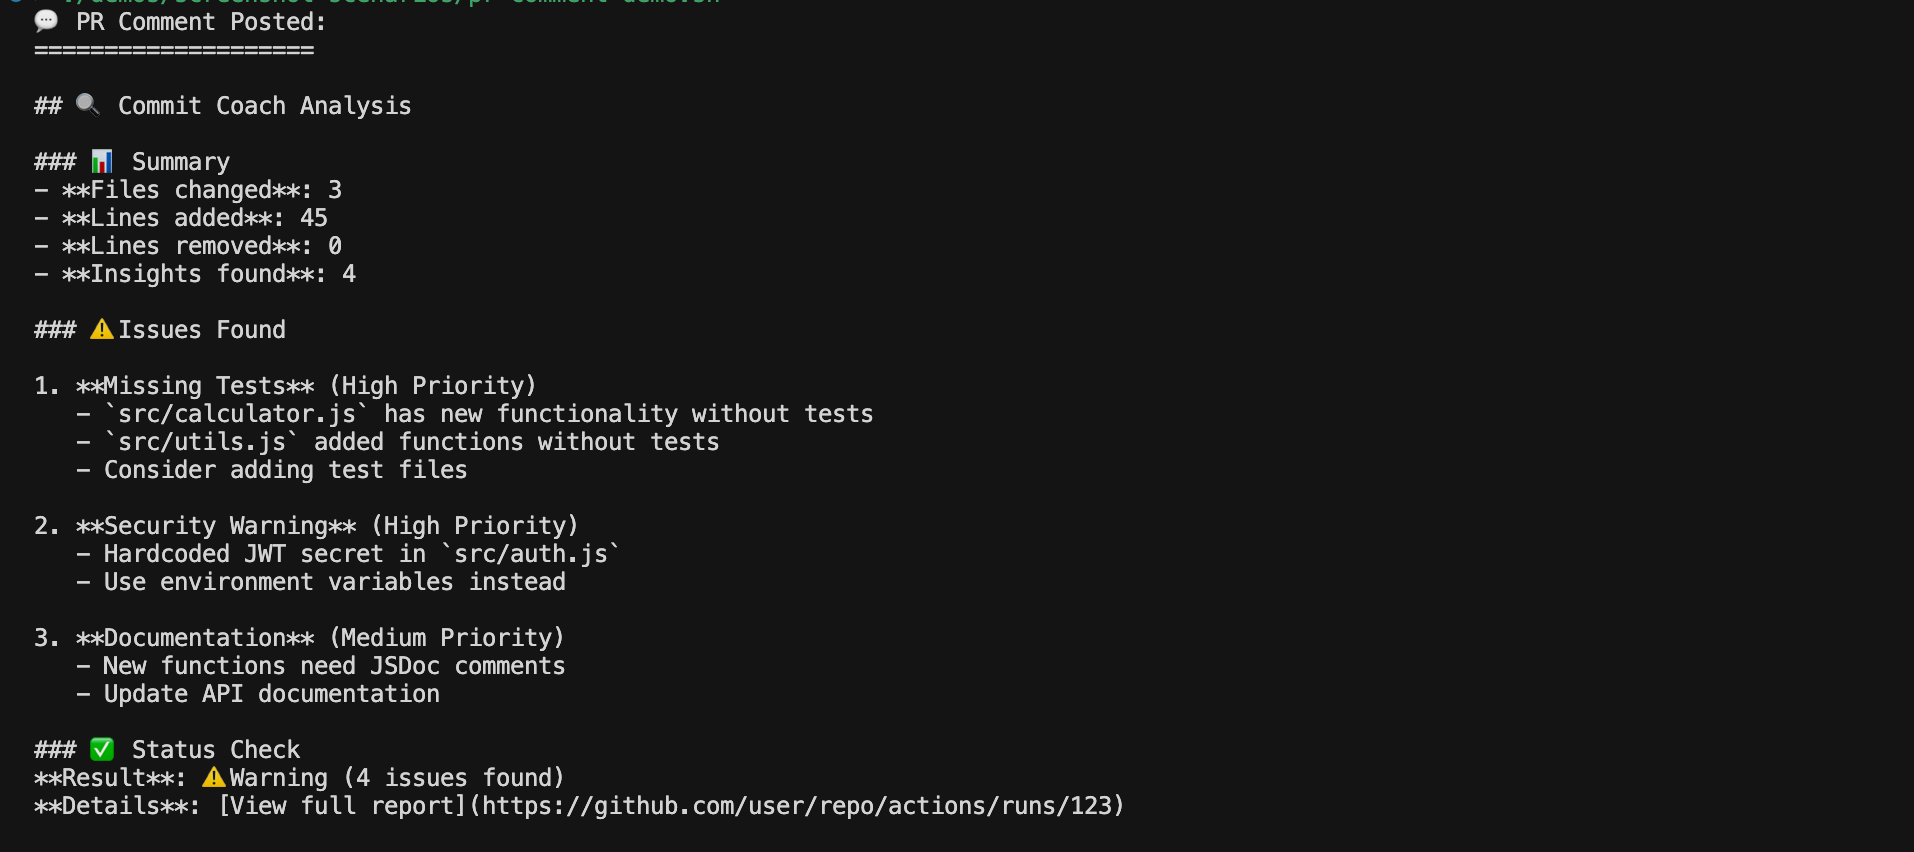 💬 PR Comment Posted:
====================
## 🔍 Commit Coach Analysis
### 📊 Summary
- **Files changed**: 3
- **Lines added**: 45
- **Lines removed**: 0
- **Insights found**: 4
### ⚠️Issues Found
1. **Missing Tests** (High Priority)
- `src/calculator.js` has new functionality without tests
- `src/utils.js` added functions without tests
- Consider adding test files
2. **Security Warning** (High Priority)
- Hardcoded JWT secret in `src/auth.js`
- Use environment variables instead
3. **Documentation** (Medium Priority)
- New functions need JSDoc comments
- Update API documentation
### ✅ Status Check
**Result**: ⚠️Warning (4 issues found)
**Details**: [View full report](https://github.com/user/repo/actions/runs/123)